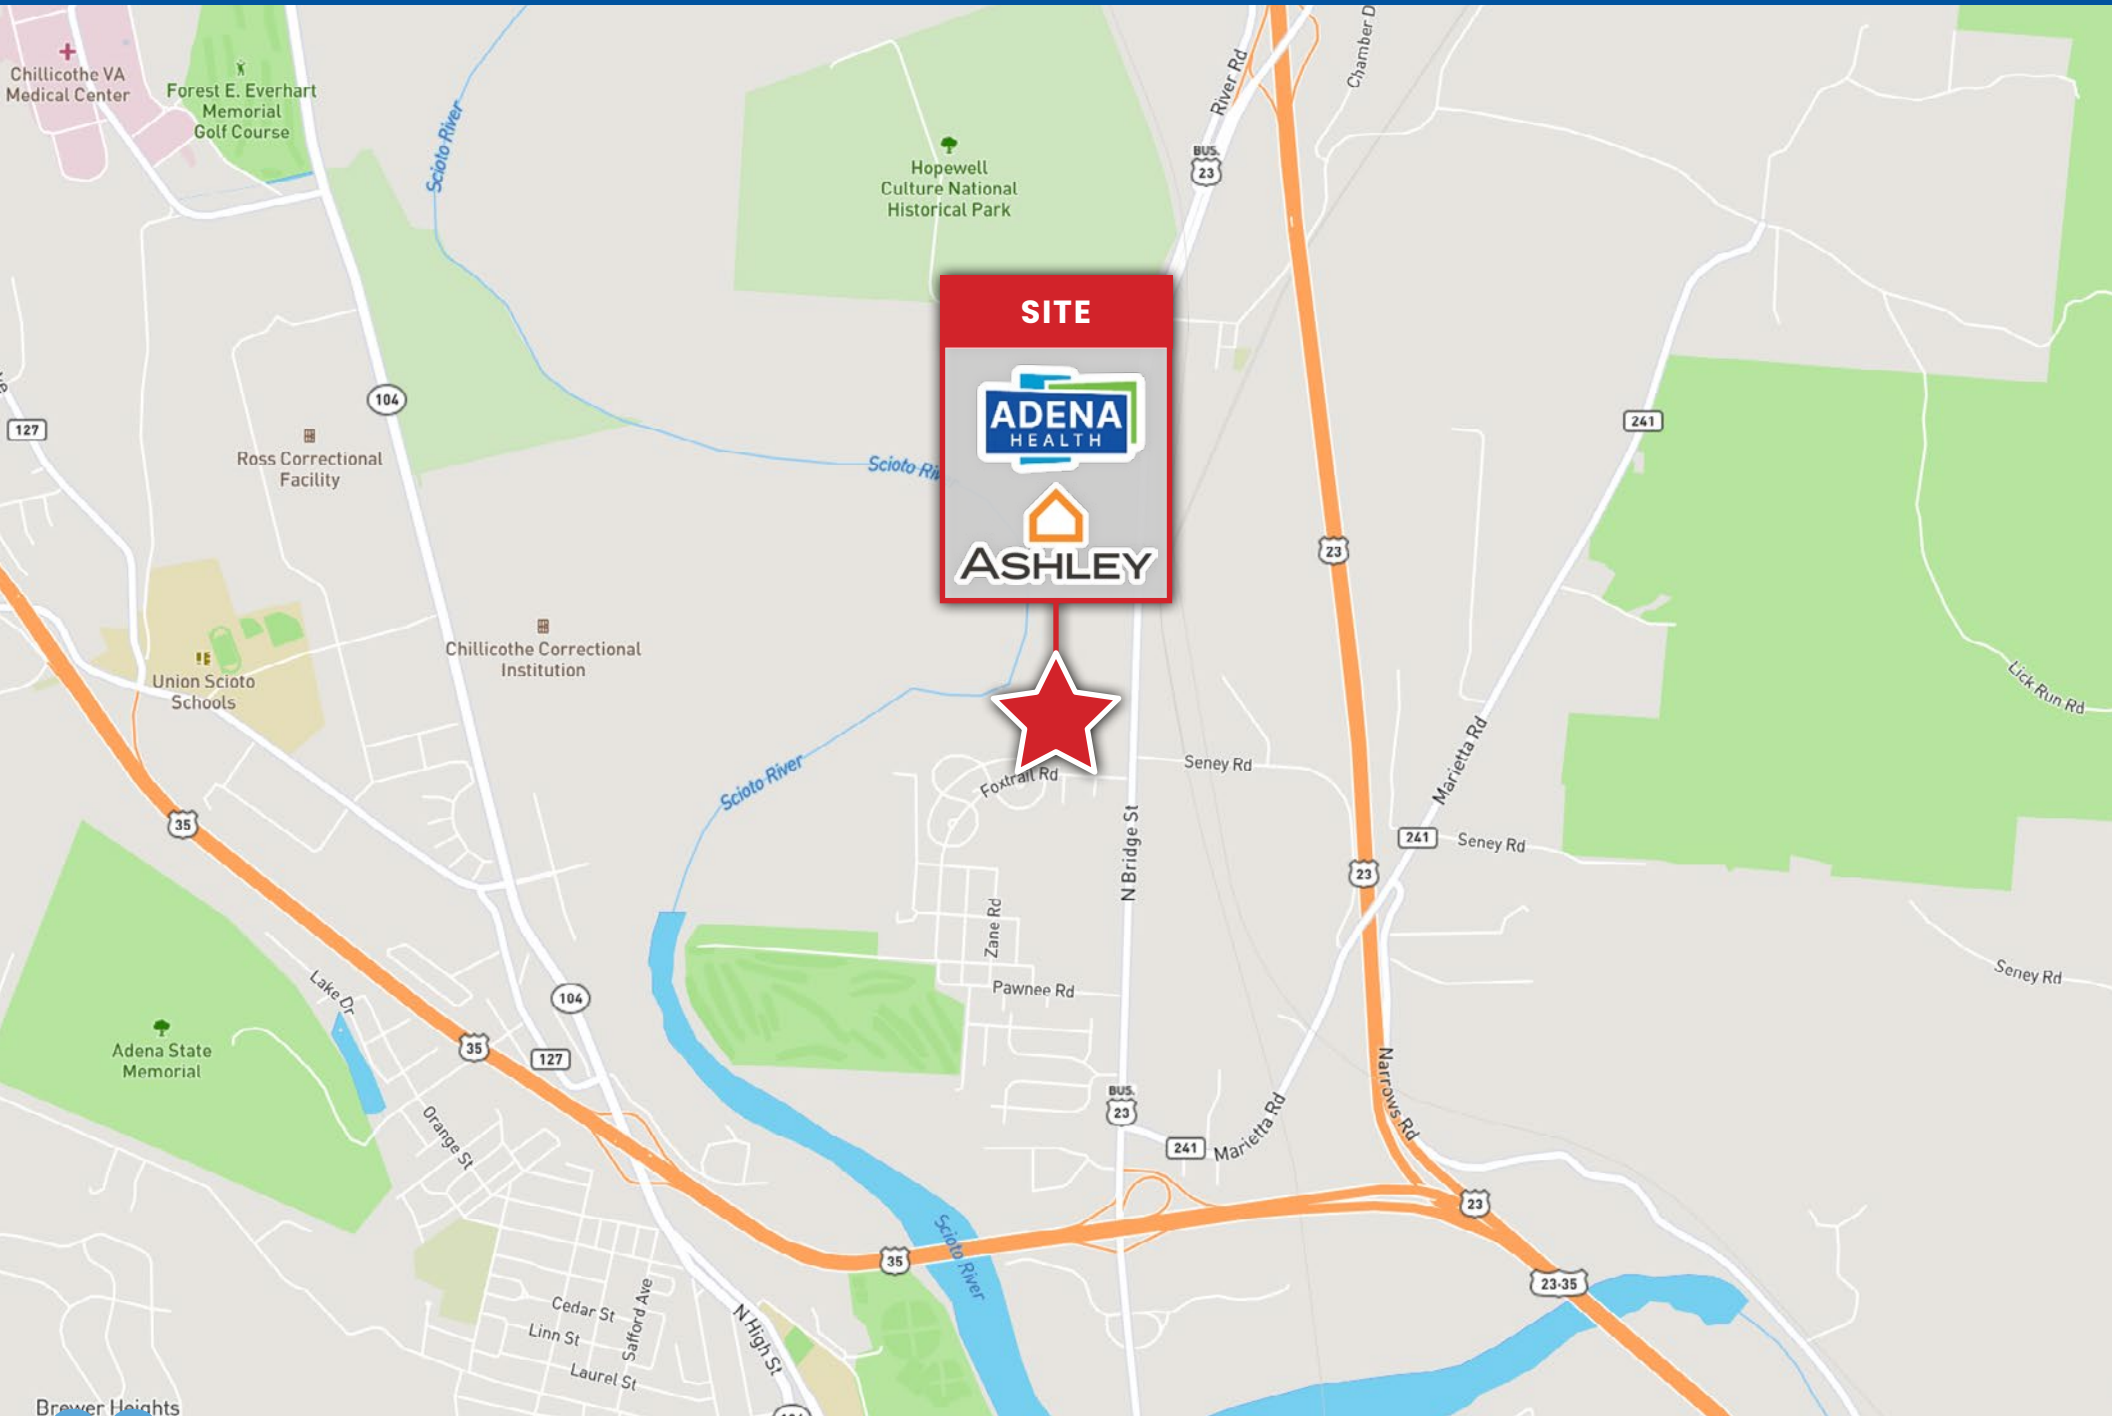 Chillicothe VA
Medical Center
Forest E. Everhart
Memorial
Golf Course
Scioto River
Hopewell
Culture National
Historical Park
River Rd
BUS.
23
SITE
ADENA
HEALTH
ASHLEY
104
127
241
Ross Correctional
Facility
Scioto
23
Chillicothe Correctional
Institution
Union Scioto
Schools
Lick Run Rd
Marietta Rd
Seney Rd
Foxtrail Rd
Scioto River
35
N Bridge St
241
Seney Rd
23
Zane Rd
Pawnee Rd
Seney Rd
Lake Dr
104
Adena State
Memorial
35
127
Narrows Rd
BUS.
23
Orange St
241
Marietta Rd
23
Scioto River
35
23-35
Cedar St
Linn St
Safford Ave
Laurel St
N High St
Brewer Heights